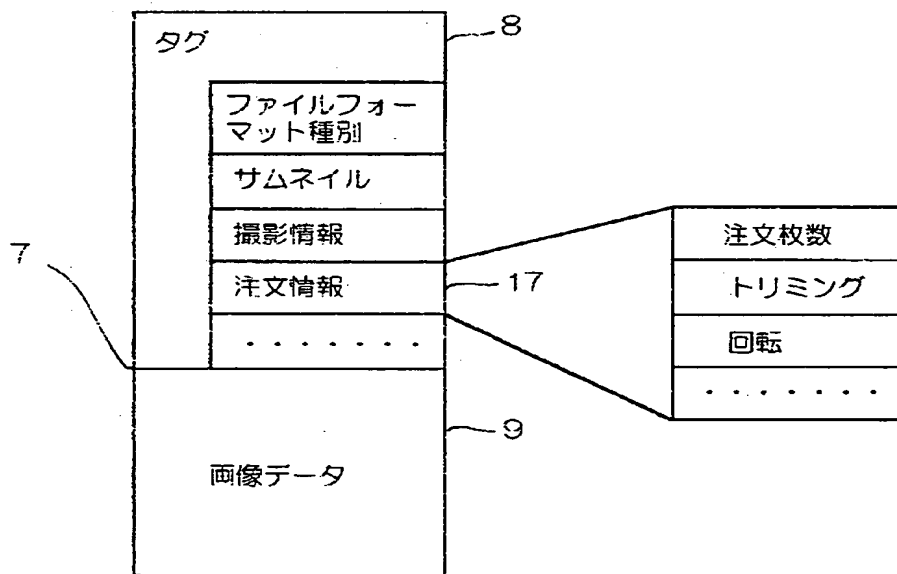 タグ
8
ファイルフォー
マット種別
サムネイル
撮影情報
7
注文情報
17
・・・・・・・
9
画像データ
注文枚数
トリミング
回転
・・・・・・・